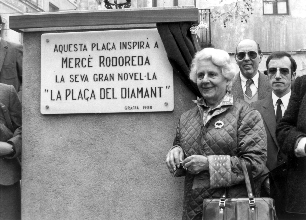 AQUESTA PLAÇA INSPIRÀ A
MERCÈ RODOREDA
LA SEVA GRAN NOVEL·LA
"LA PLAÇA DEL DIAMANT"